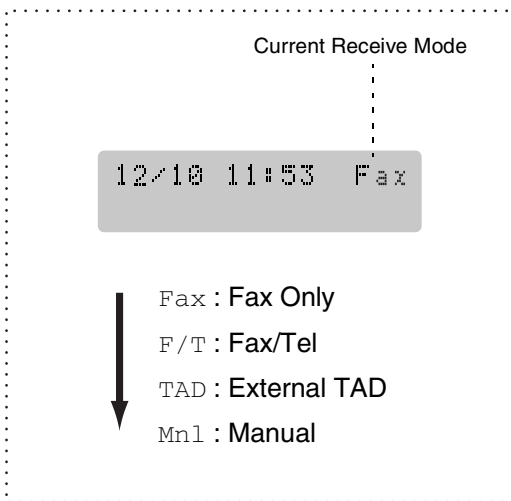 Current Receive Mode
12/10 11:53 Fax
Fax : Fax Only
F/T : Fax/Tel
TAD : External TAD
Mnl : Manual